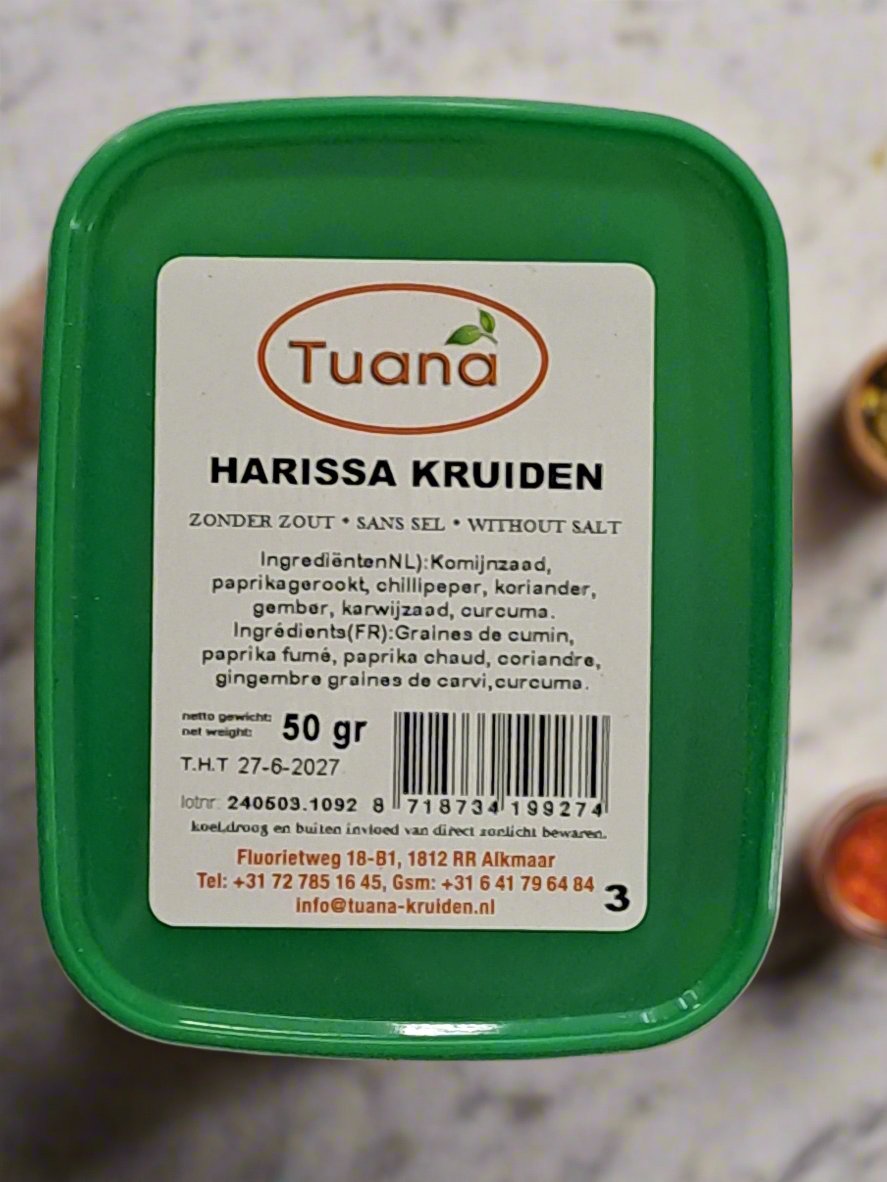 Tuana
HARISSA KRUIDEN
ZONDER ZOUT • SANS SEL • WITHOUT SALT
IngrediëntenNL):Komijnzaad,
paprikagerookt, chillipeper, koriander,
gember, karwijzaad, curcuma.
Ingrédients(FR):Graines de cumin,
paprika fumé, paprika chaud, coriandre,
gingembre graines de carvi,curcuma.
netto gewicht:
net weight:
50 gr
T.H.T 27-6-2027
lotnr: 240503.1092
8 718734 199274
koel,droog en buiten invloed van direct zonlicht bewaren.
Fluorietweg 18-B1, 1812 RR Alkmaar
Tel: +31 72 785 16 45, Gsm: +31 6 41 79 64 84
info@tuana-kruiden.nl
3